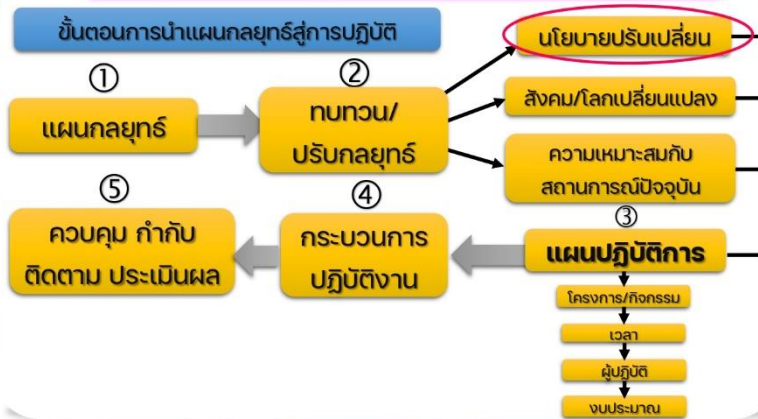 ขั้นตอนการนำแผนกลยุทธ์สู่การปฏิบัติ
นโยบายปรับเปลี่ยน
①
②
แผนกลยุทธ์
ทบทวน/
ปรับกลยุทธ์
สังคม/โลกเปลี่ยนแปลง
ความเหมาะสมกับ
สถานการณ์ปัจจุบัน
③
แผนปฏิบัติการ
④
กระบวนการ
ปฏิบัติงาน
⑤
ควบคุม กำกับ
ติดตาม ประเมินผล
โครงการ/กิจกรรม
เวลา
ผู้ปฏิบัติ
งบประมาณ